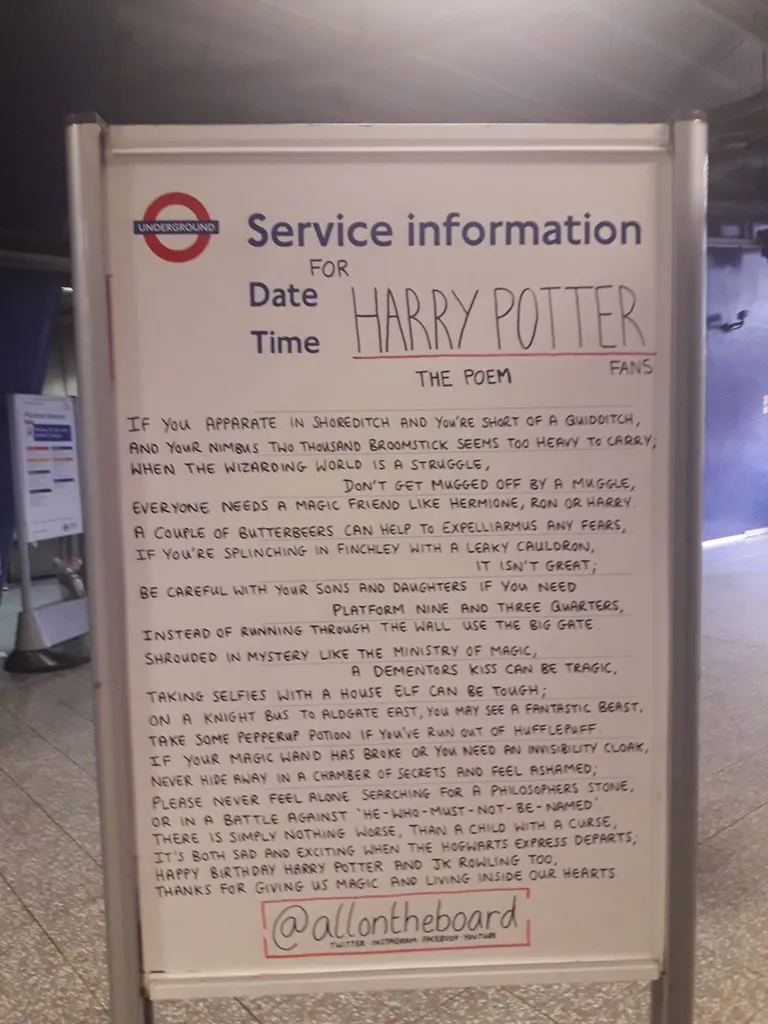 UNDERGROUND
Service information
FOR
Date
HARRY POTTER
Time
FANS
THE POEM
IF YOU APPARATE IN SHOREDITCH AND YOU'RE SHORT OF A QUIDDITCH,
AND YOUR NIMBUS TWO THOUSAND BROOMSTICK SEEMS TOO HEAVY TO CARRY;
WHEN THE WIZARDING WORLD IS A STRUGGLE,
DON'T GET MUGGED OFF BY A MUGGLE,
EVERYONE NEEDS A MAGIC FRIEND LIKE HERMIONE, RON OR HARRY.
A COUPLE OF BUTTERBEERS CAN HELP TO EXPELLIARMUS ANY FEARS,
IF YOU'RE SPLINCHING IN FINCHLEY WITH A LEAKY CAULDRON,
IT ISN'T GREAT;
BE CAREFUL WITH YOUR SONS AND DAUGHTERS IF YOU NEED
PLATFORM NINE AND THREE QUARTERS,
INSTEAD OF RUNNING THROUGH THE WALL USE THE BIG GATE.
SHROUDED IN MYSTERY LIKE THE MINISTRY OF MAGIC,
A DEMENTORS KISS CAN BE TRAGIC,
TAKING SELFIES WITH A HOUSE ELF CAN BE TOUGH;
ON A KNIGHT BUS TO ALDGATE EAST, YOU MAY SEE A FANTASTIC BEAST,
TAKE SOME PEPPERUP POTION IF YOU'VE RUN OUT OF HUFFLEPUFF.
IF YOUR MAGIC WAND HAS BROKE OR YOU NEED AN INVISIBILITY CLOAK,
NEVER HIDE AWAY IN A CHAMBER OF SECRETS AND FEEL ASHAMED;
PLEASE NEVER FEEL ALONE SEARCHING FOR A PHILOSOPHERS STONE,
OR IN A BATTLE AGAINST 'HE-WHO-MUST-NOT-BE-NAMED'.
THERE IS SIMPLY NOTHING WORSE, THAN A CHILD WITH A CURSE,
IT'S BOTH SAD AND EXCITING WHEN THE HOGWARTS EXPRESS DEPARTS;
HAPPY BIRTHDAY HARRY POTTER AND JK ROWLING TOO,
THANKS FOR GIVING US MAGIC AND LIVING INSIDE OUR HEARTS.
@allontheboard
TWITTER INSTAGRAM FACEBOOK YOUTUBE